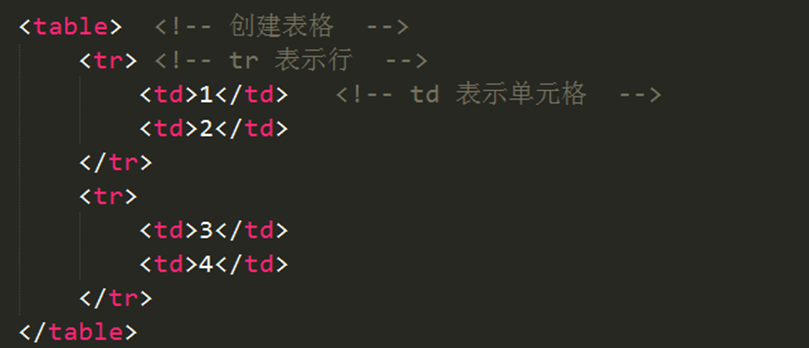 <table>  <!-- 创建表格  -->
    <tr> <!-- tr 表示行  -->
        <td>1</td>   <!-- td 表示单元格  -->
        <td>2</td>
    </tr>
    <tr>
        <td>3</td>
        <td>4</td>
    </tr>
</table>